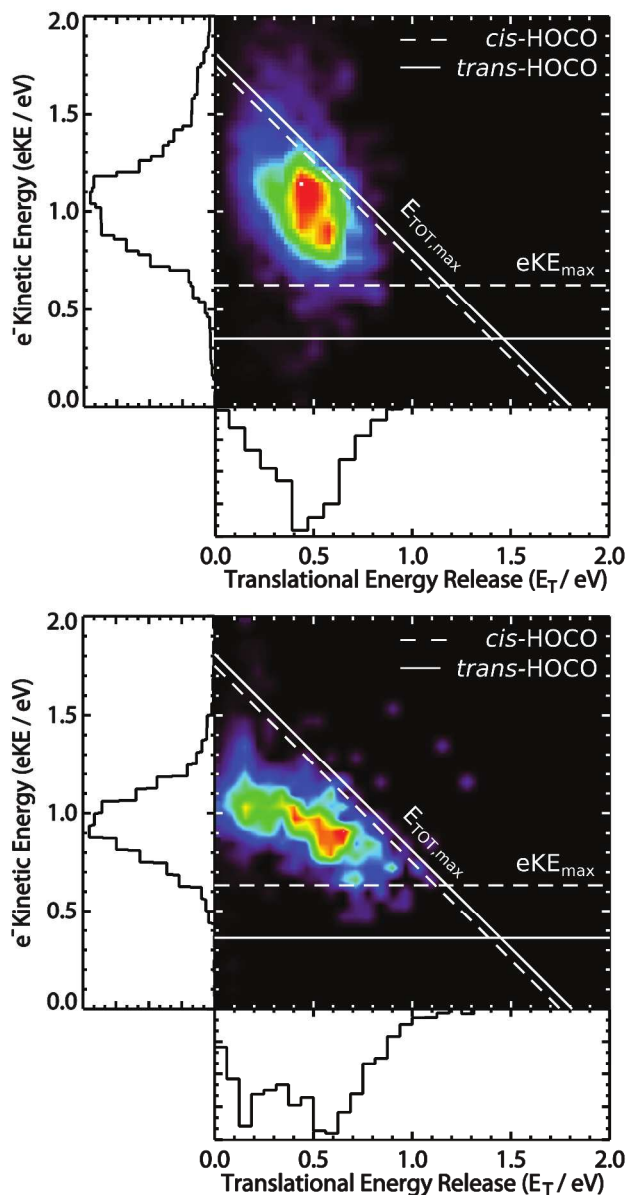 2.0
1.5
1.0
0.5
0.0
e⁻Kinetic Energy (eKE / eV)
cis-HOCO
trans-HOCO
E_TOT,max
eKE_max
0.0 0.5 1.0 1.5 2.0
Translational Energy Release (E_T / eV)
2.0
1.5
1.0
0.5
0.0
e⁻Kinetic Energy (eKE / eV)
cis-HOCO
trans-HOCO
E_TOT,max
eKE_max
0.0 0.5 1.0 1.5 2.0
Translational Energy Release (E_T / eV)